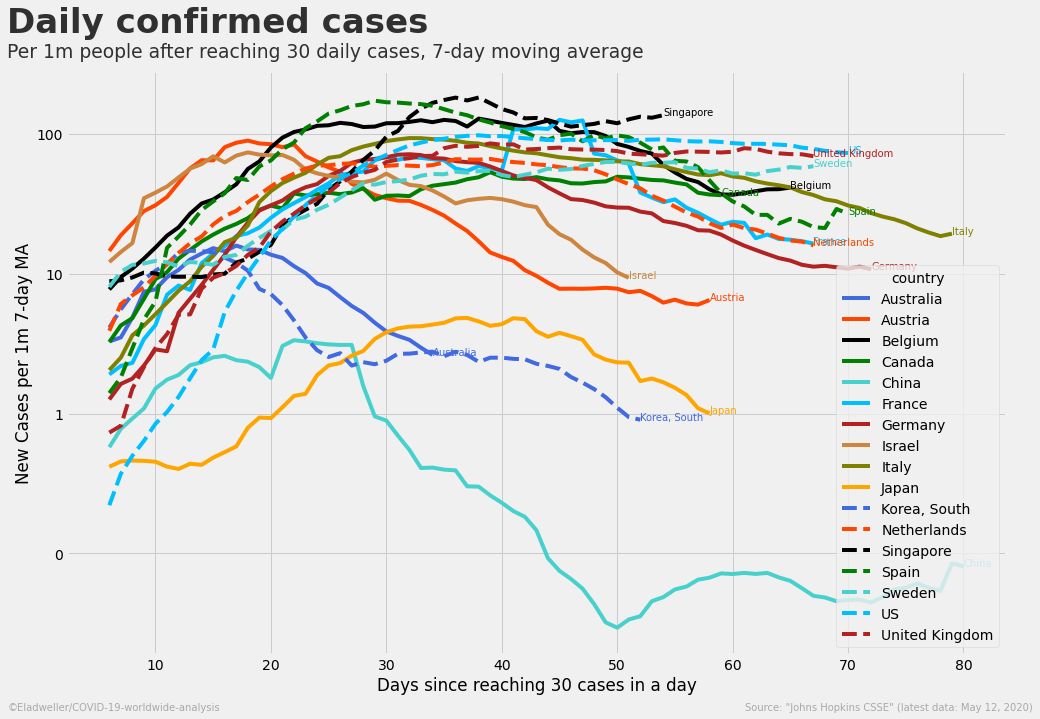 Daily confirmed cases
Per 1m people after reaching 30 daily cases, 7-day moving average
New Cases per 1m 7-day MA
100
10
1
0
Singapore
US
United Kingdom
Sweden
Belgium
Canada
Spain
Italy
Netherlands
Germany
Israel
Austria
Australia
Japan
Korea, South
China
country
Australia
Austria
Belgium
Canada
China
France
Germany
Israel
Italy
Japan
Korea, South
Netherlands
Singapore
Spain
Sweden
US
United Kingdom
10 20 30 40 50 60 70 80
Days since reaching 30 cases in a day
©Eladweller/COVID-19-worldwide-analysis
Source: "Johns Hopkins CSSE" (latest data: May 12, 2020)